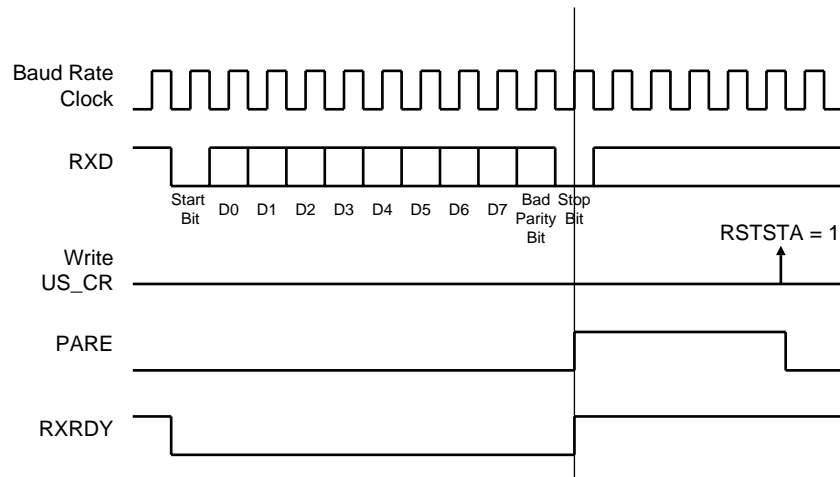 Baud Rate
Clock
RXD
Start
Bit
D0 D1 D2 D3 D4 D5 D6 D7
Bad
Parity
Bit
Stop
Bit
RSTSTA = 1
Write
US_CR
PARE
RXRDY